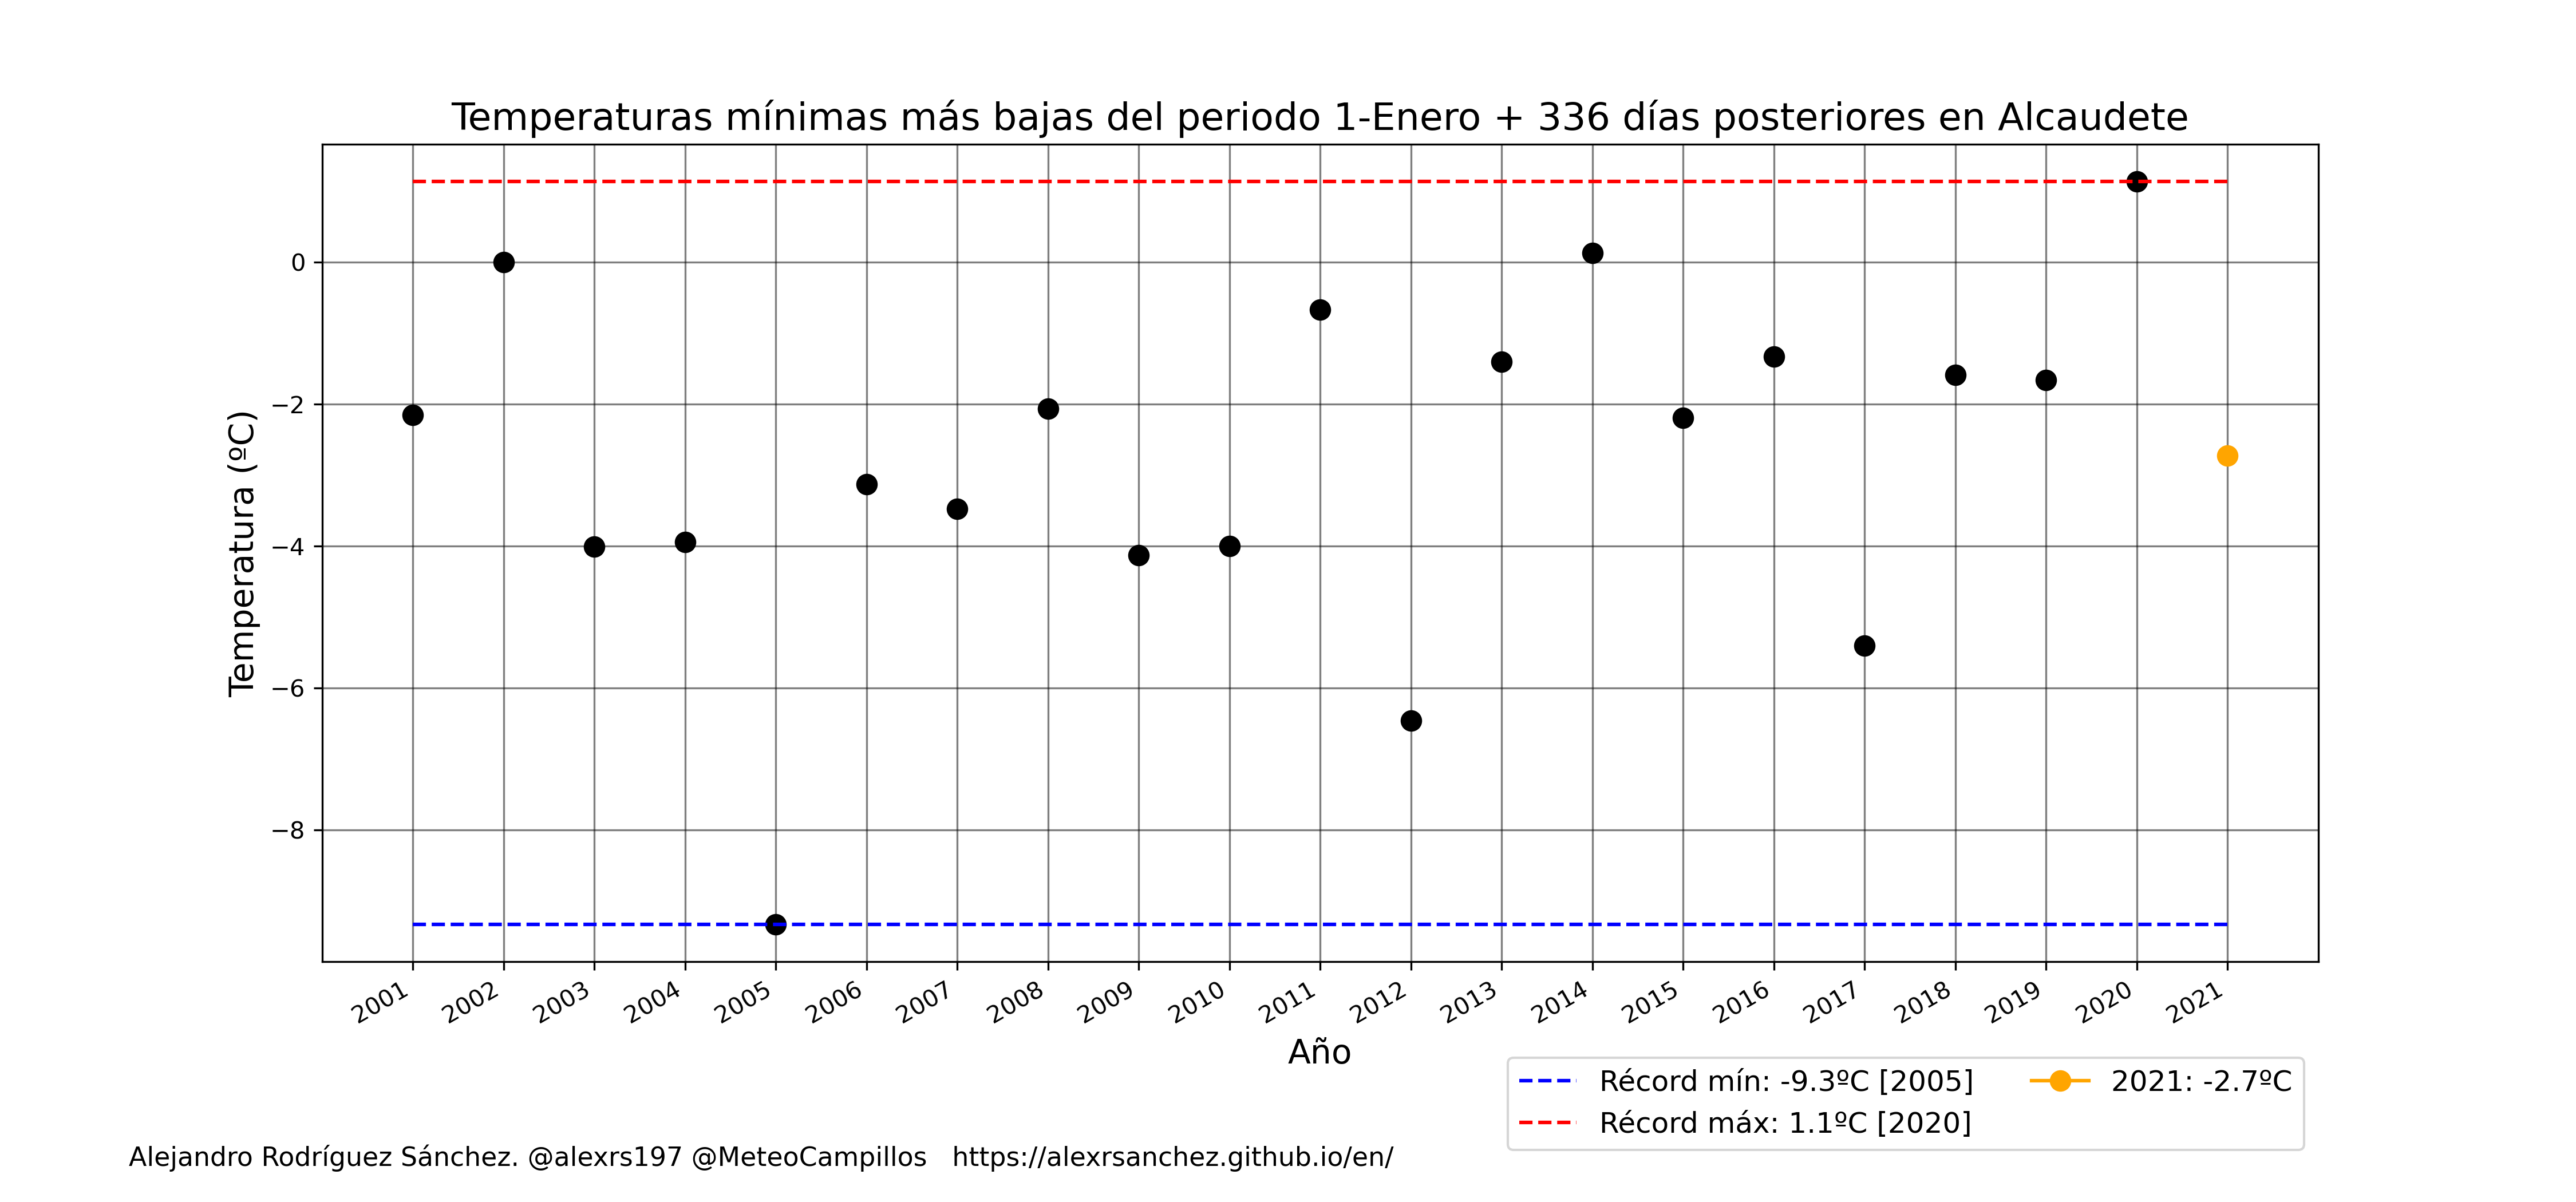 Temperaturas mínimas más bajas del periodo 1-Enero + 336 días posteriores en Alcaudete
Temperatura (ºC)
0
−2
−4
−6
−8
2001 2002 2003 2004 2005 2006 2007 2008 2009 2010 2011 2012 2013 2014 2015 2016 2017 2018 2019 2020 2021
Año
Récord mín: -9.3ºC [2005]
Récord máx: 1.1ºC [2020]
2021: -2.7ºC
Alejandro Rodríguez Sánchez. @alexrs197 @MeteoCampillos https://alexrsanchez.github.io/en/